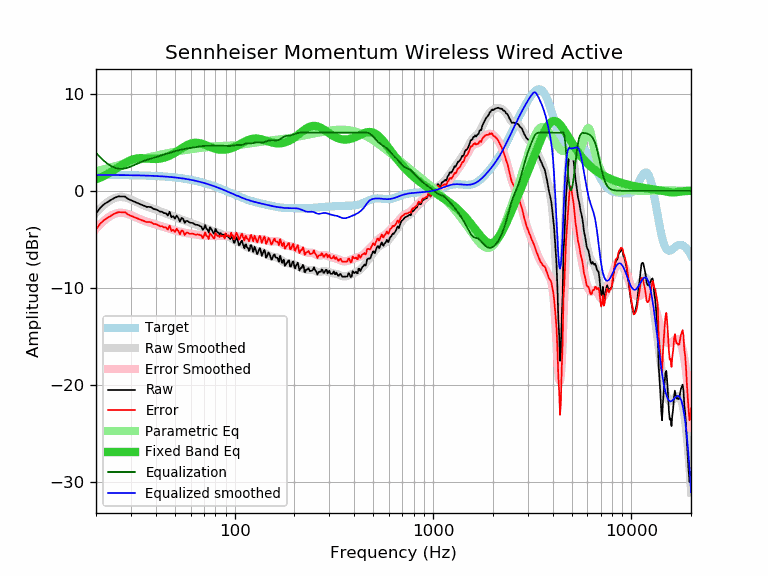 Sennheiser Momentum Wireless Wired Active
10
0
−10
−20
−30
Amplitude (dBr)
Target
Raw Smoothed
Error Smoothed
Raw
Error
Parametric Eq
Fixed Band Eq
Equalization
Equalized smoothed
100
1000
10000
Frequency (Hz)